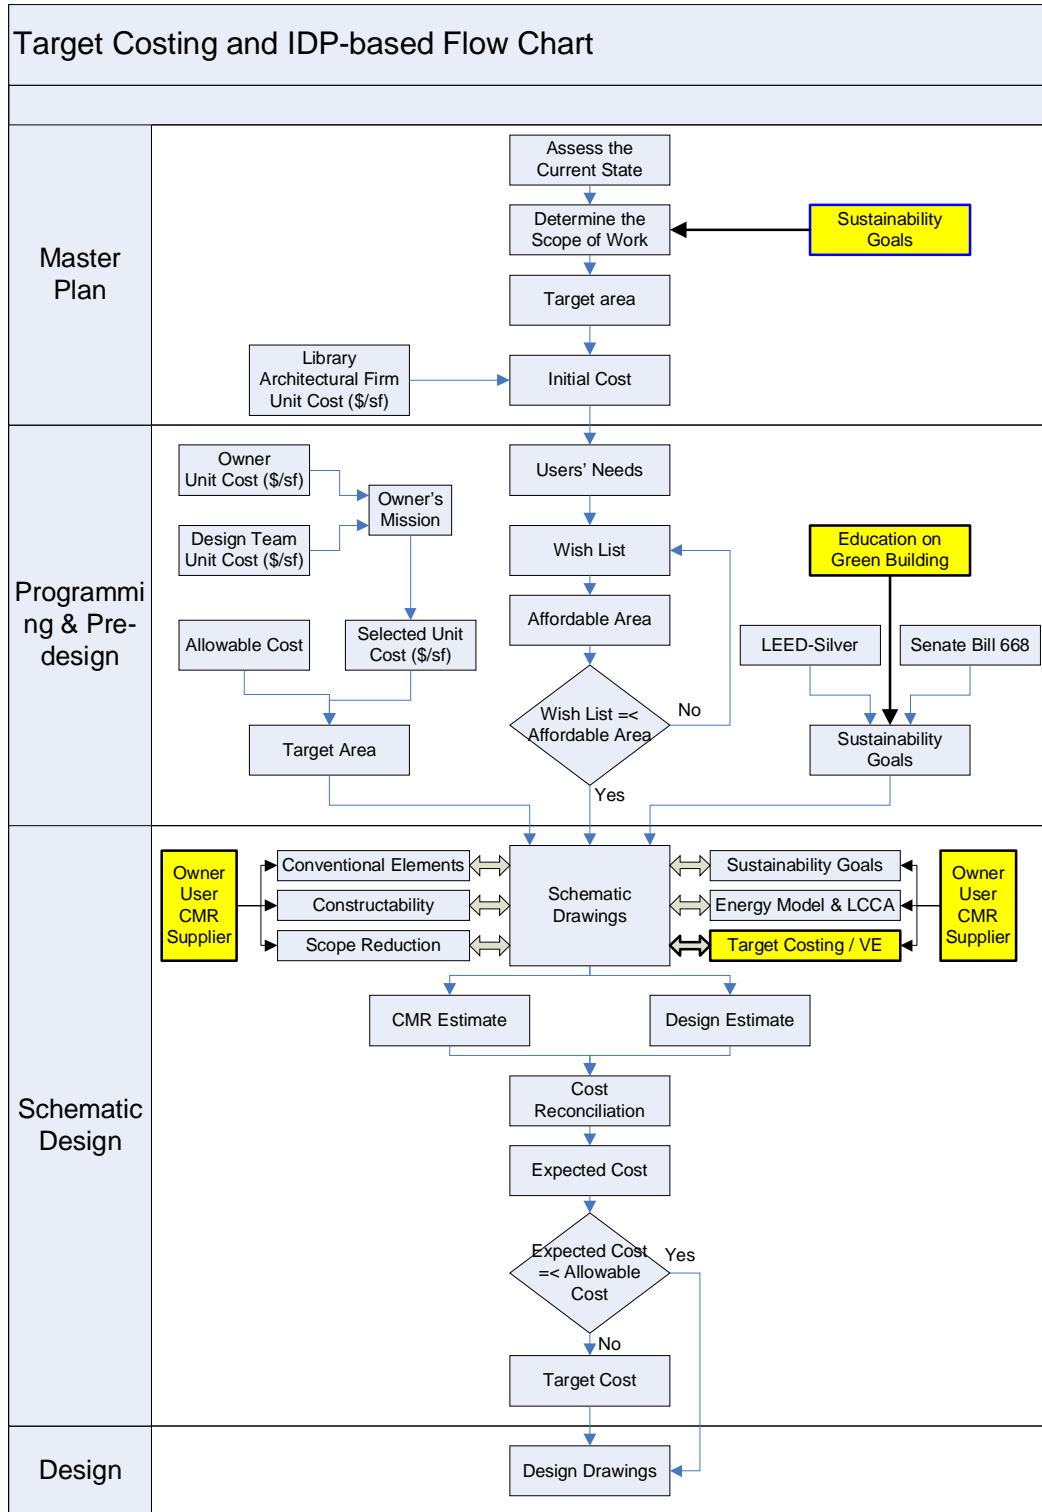 Target Costing and IDP-based Flow Chart
Master
Plan
Assess the
Current State
Determine the
Scope of Work
Sustainability
Goals
Target area
Library
Architectural Firm
Unit Cost ($/sf)
Initial Cost
Programmi
ng & Pre-
design
Owner
Unit Cost ($/sf)
Owner's
Mission
Design Team
Unit Cost ($/sf)
Users' Needs
Wish List
Education on
Green Building
Allowable Cost
Selected Unit
Cost ($/sf)
Affordable Area
LEED-Silver
Senate Bill 668
Wish List =<
Affordable Area
No
Yes
Target Area
Sustainability
Goals
Schematic
Design
Owner
User
CMR
Supplier
Conventional Elements
Constructability
Scope Reduction
Schematic
Drawings
Sustainability Goals
Energy Model & LCCA
Target Costing / VE
Owner
User
CMR
Supplier
CMR Estimate
Design Estimate
Cost
Reconciliation
Expected Cost
Expected Cost
=< Allowable
Cost
Yes
No
Target Cost
Design
Design Drawings